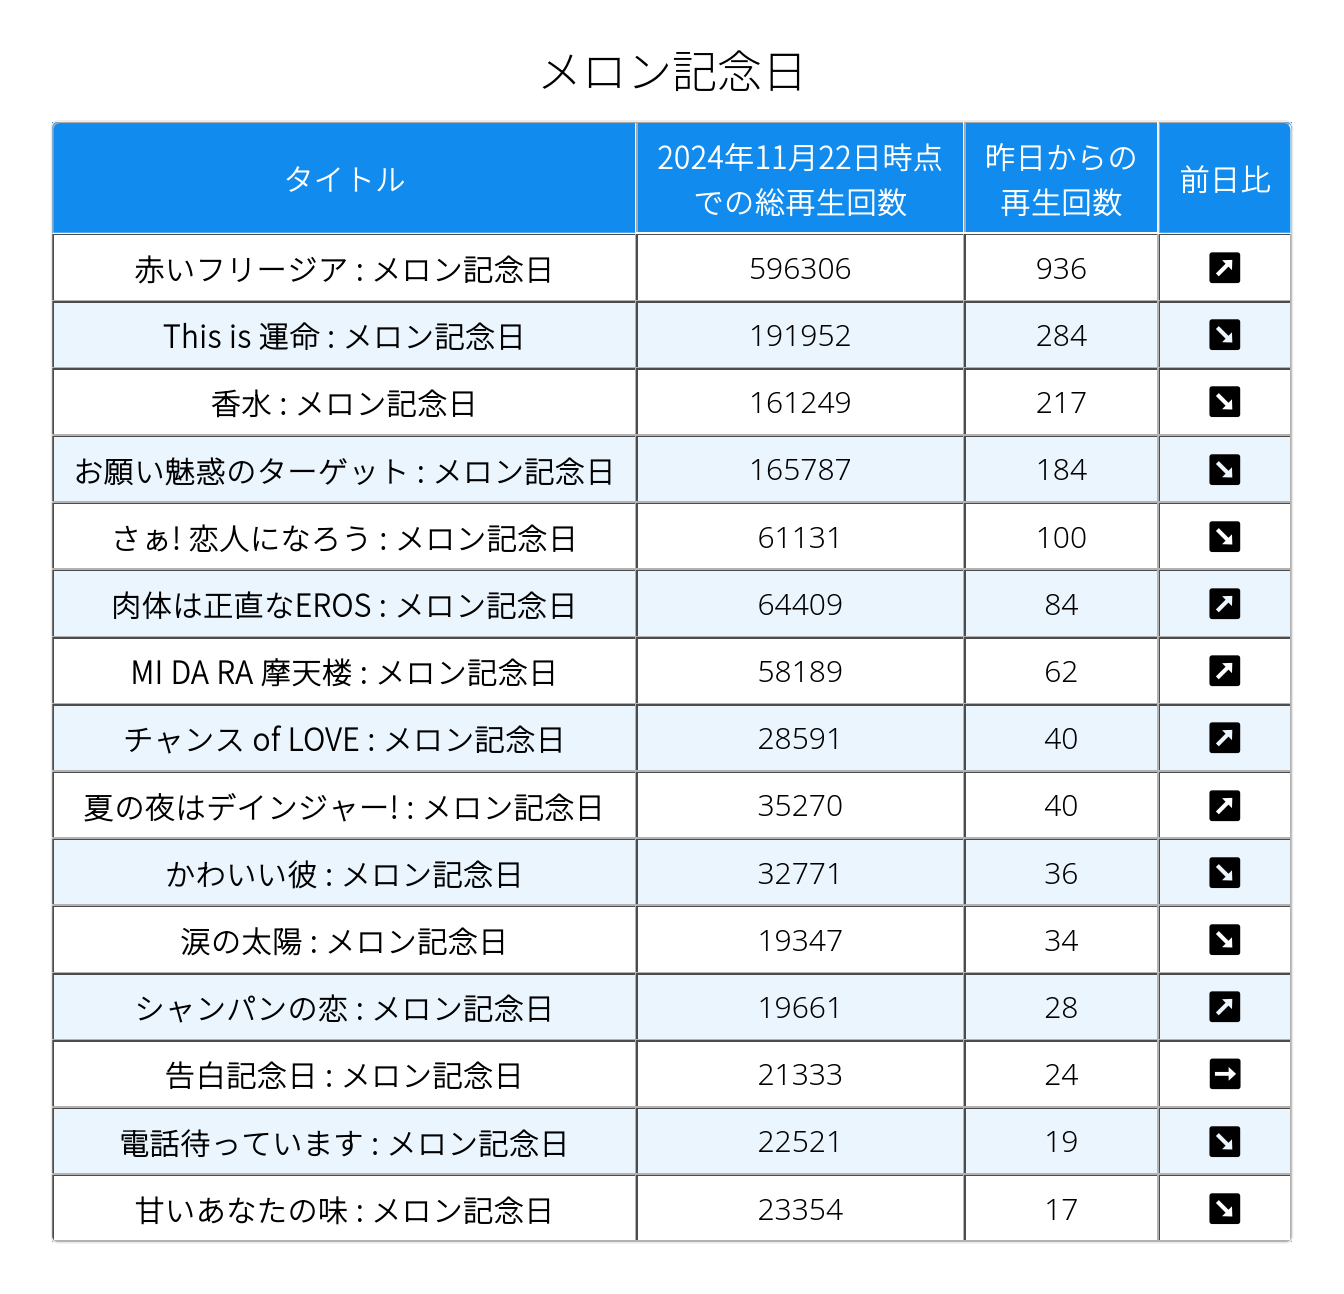 メロン記念日
タイトル 2024年11月22日時点での総再生回数 昨日からの再生回数 前日比
赤いフリージア : メロン記念日 596306 936 ↗
This is 運命 : メロン記念日 191952 284 ↘
香水 : メロン記念日 161249 217 ↘
お願い魅惑のターゲット : メロン記念日 165787 184 ↘
さぁ! 恋人になろう : メロン記念日 61131 100 ↘
肉体は正直なEROS : メロン記念日 64409 84 ↗
MI DA RA 摩天楼 : メロン記念日 58189 62 ↗
チャンス of LOVE : メロン記念日 28591 40 ↗
夏の夜はデインジャー! : メロン記念日 35270 40 ↗
かわいい彼 : メロン記念日 32771 36 ↘
涙の太陽 : メロン記念日 19347 34 ↘
シャンパンの恋 : メロン記念日 19661 28 ↗
告白記念日 : メロン記念日 21333 24 →
電話待っています : メロン記念日 22521 19 ↘
甘いあなたの味 : メロン記念日 23354 17 ↘